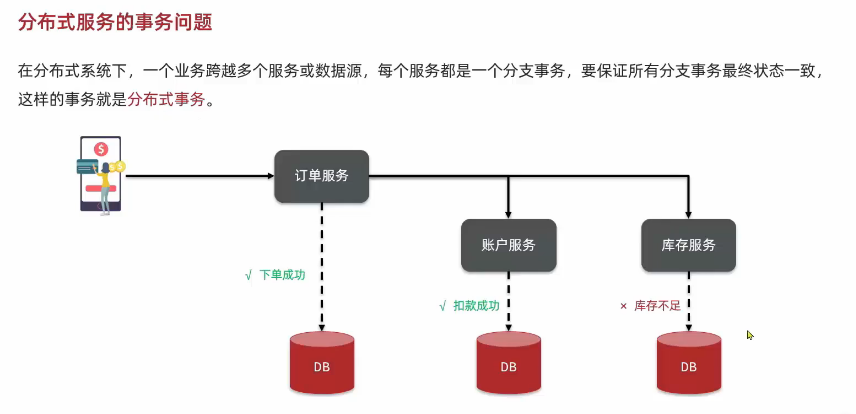 分布式服务的事务问题
在分布式系统下，一个业务跨越多个服务或数据源，每个服务都是一个分支事务，要保证所有分支事务最终状态一致，
这样的事务就是分布式事务。
$
$
订单服务
账户服务
库存服务
√ 下单成功
√ 扣款成功
× 库存不足
DB
DB
DB